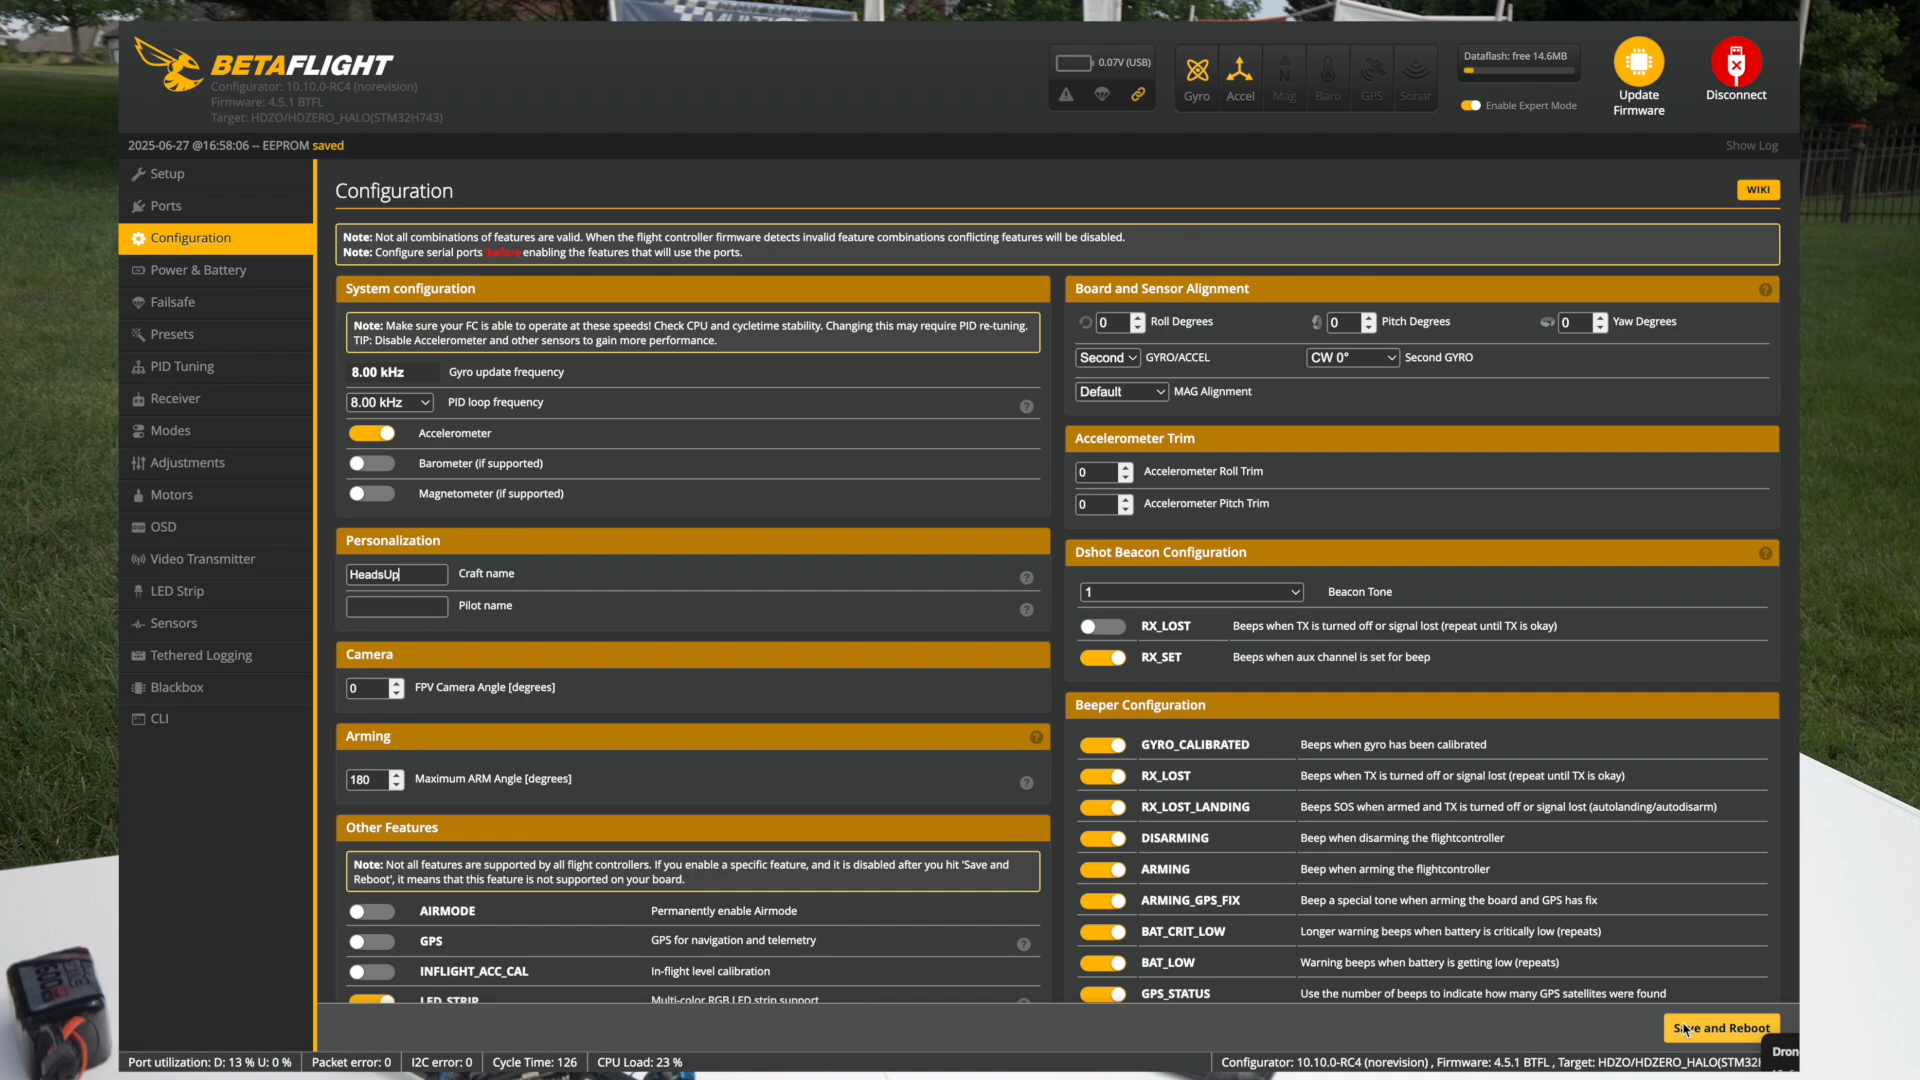 BETAFLIGHT
Configurator: 10.10.0-RC4 (norevision)
Firmware: 4.5.1 BTFL
Target: HDZO/HDZERO_HALO(STM32H743)
0.07V (USB)
Gyro
Accel
Mag
Baro
GPS
Sonar
Dataflash: free 14.6MB
Enable Expert Mode
Update
Firmware
Disconnect
2025-06-27 @16:58:06 -- EEPROM saved
Show Log
Setup
Ports
Configuration
Power & Battery
Failsafe
Presets
PID Tuning
Receiver
Modes
Adjustments
Motors
OSD
Video Transmitter
LED Strip
Sensors
Tethered Logging
Blackbox
CLI
Configuration
WIKI
Note: Not all combinations of features are valid. When the flight controller firmware detects invalid feature combinations conflicting features will be disabled.
Note: Configure serial ports before enabling the features that will use the ports.
System configuration
Note: Make sure your FC is able to operate at these speeds! Check CPU and cycletime stability. Changing this may require PID re-tuning.
TIP: Disable Accelerometer and other sensors to gain more performance.
8.00 kHz Gyro update frequency
8.00 kHz PID loop frequency
Accelerometer
Barometer (if supported)
Magnetometer (if supported)
Personalization
HeadsUp Craft name
Pilot name
Camera
0 FPV Camera Angle [degrees]
Arming
180 Maximum ARM Angle [degrees]
Other Features
Note: Not all features are supported by all flight controllers. If you enable a specific feature, and it is disabled after you hit 'Save and
Reboot', it means that this feature is not supported on your board.
AIRMODE Permanently enable Airmode
GPS GPS for navigation and telemetry
INFLIGHT_ACC_CAL In-flight level calibration
LED_STRIP Multi-color RGB LED strip support
Board and Sensor Alignment
0 Roll Degrees 0 Pitch Degrees 0 Yaw Degrees
Second GYRO/ACCEL CW 0° Second GYRO
Default MAG Alignment
Accelerometer Trim
0 Accelerometer Roll Trim
0 Accelerometer Pitch Trim
Dshot Beacon Configuration
1 Beacon Tone
RX_LOST Beeps when TX is turned off or signal lost (repeat until TX is okay)
RX_SET Beeps when aux channel is set for beep
Beeper Configuration
GYRO_CALIBRATED Beeps when gyro has been calibrated
RX_LOST Beeps when TX is turned off or signal lost (repeat until TX is okay)
RX_LOST_LANDING Beeps SOS when armed and TX is turned off or signal lost (autolanding/autodisarm)
DISARMING Beep when disarming the flightcontroller
ARMING Beep when arming the flightcontroller
ARMING_GPS_FIX Beep a special tone when arming the board and GPS has fix
BAT_CRIT_LOW Longer warning beeps when battery is critically low (repeats)
BAT_LOW Warning beeps when battery is getting low (repeats)
GPS_STATUS Use the number of beeps to indicate how many GPS satellites were found
Save and Reboot
Port utilization: D: 13 % U: 0 % Packet error: 0 I2C error: 0 Cycle Time: 126 CPU Load: 23 %
Configurator: 10.10.0-RC4 (norevision) , Firmware: 4.5.1 BTFL , Target: HDZO/HDZERO_HALO(STM32H
Dron